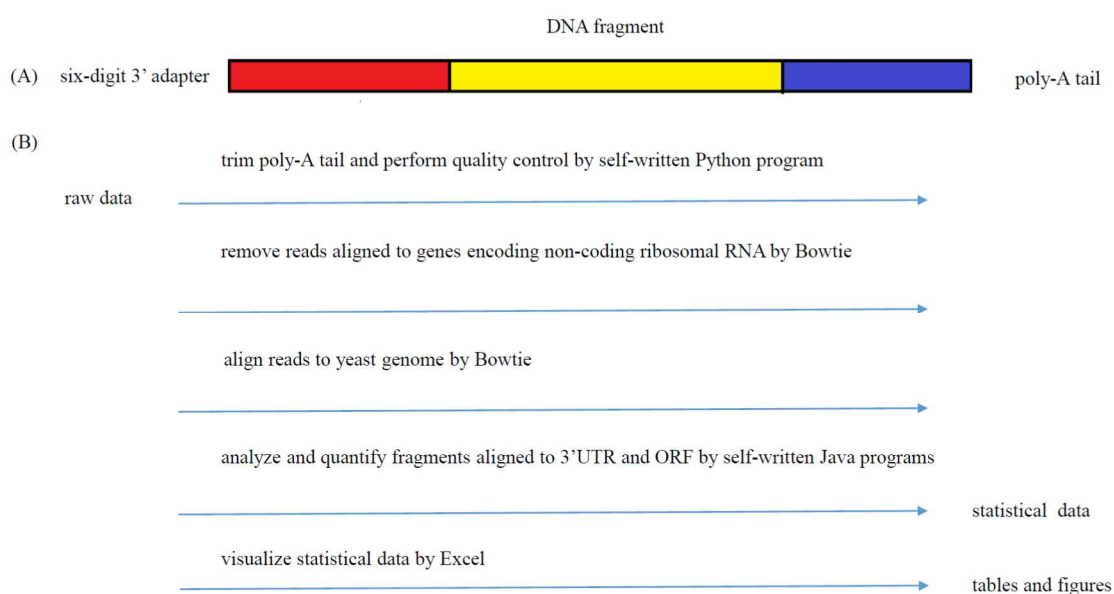 DNA fragment
(A) six-digit 3’ adapter poly-A tail
(B)
trim poly-A tail and perform quality control by self-written Python program
raw data
remove reads aligned to genes encoding non-coding ribosomal RNA by Bowtie
align reads to yeast genome by Bowtie
analyze and quantify fragments aligned to 3’UTR and ORF by self-written Java programs
statistical data
visualize statistical data by Excel
tables and figures